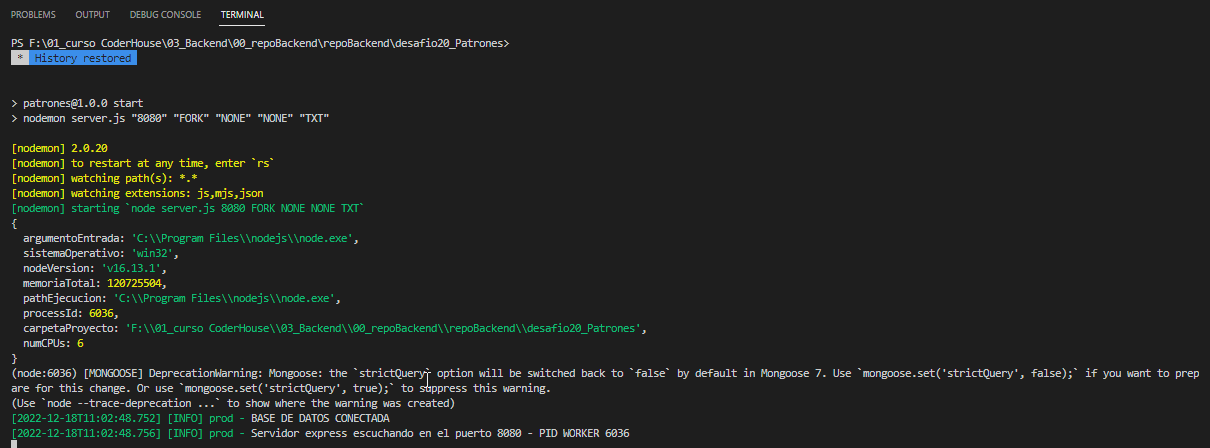 PROBLEMS OUTPUT DEBUG CONSOLE TERMINAL
PS F:\01_curso CoderHouse\03_Backend\00_repoBackend\repoBackend\desafio20_Patrones>
* History restored
> patrones@1.0.0 start
> nodemon server.js "8080" "FORK" "NONE" "NONE" "TXT"
[nodemon] 2.0.20
[nodemon] to restart at any time, enter `rs`
[nodemon] watching path(s): *.*
[nodemon] watching extensions: js,mjs,json
[nodemon] starting `node server.js 8080 FORK NONE NONE TXT`
{
argumentoEntrada: 'C:\\Program Files\\nodejs\\node.exe',
sistemaOperativo: 'win32',
nodeVersion: 'v16.13.1',
memoriaTotal: 120725504,
pathEjecucion: 'C:\\Program Files\\nodejs\\node.exe',
processId: 6036,
carpetaProyecto: 'F:\\01_curso CoderHouse\\03_Backend\\00_repoBackend\\repoBackend\\desafio20_Patrones',
numCPUs: 6
}
(node:6036) [MONGOOSE] DeprecationWarning: Mongoose: the `strictQuery` option will be switched back to `false` by default in Mongoose 7. Use `mongoose.set('strictQuery', false);` if you want to prep
are for this change. Or use `mongoose.set('strictQuery', true);` to suppress this warning.
(Use `node --trace-deprecation ...` to show where the warning was created)
[2022-12-18T11:02:48.752] [INFO] prod - BASE DE DATOS CONECTADA
[2022-12-18T11:02:48.756] [INFO] prod - Servidor express escuchando en el puerto 8080 - PID WORKER 6036